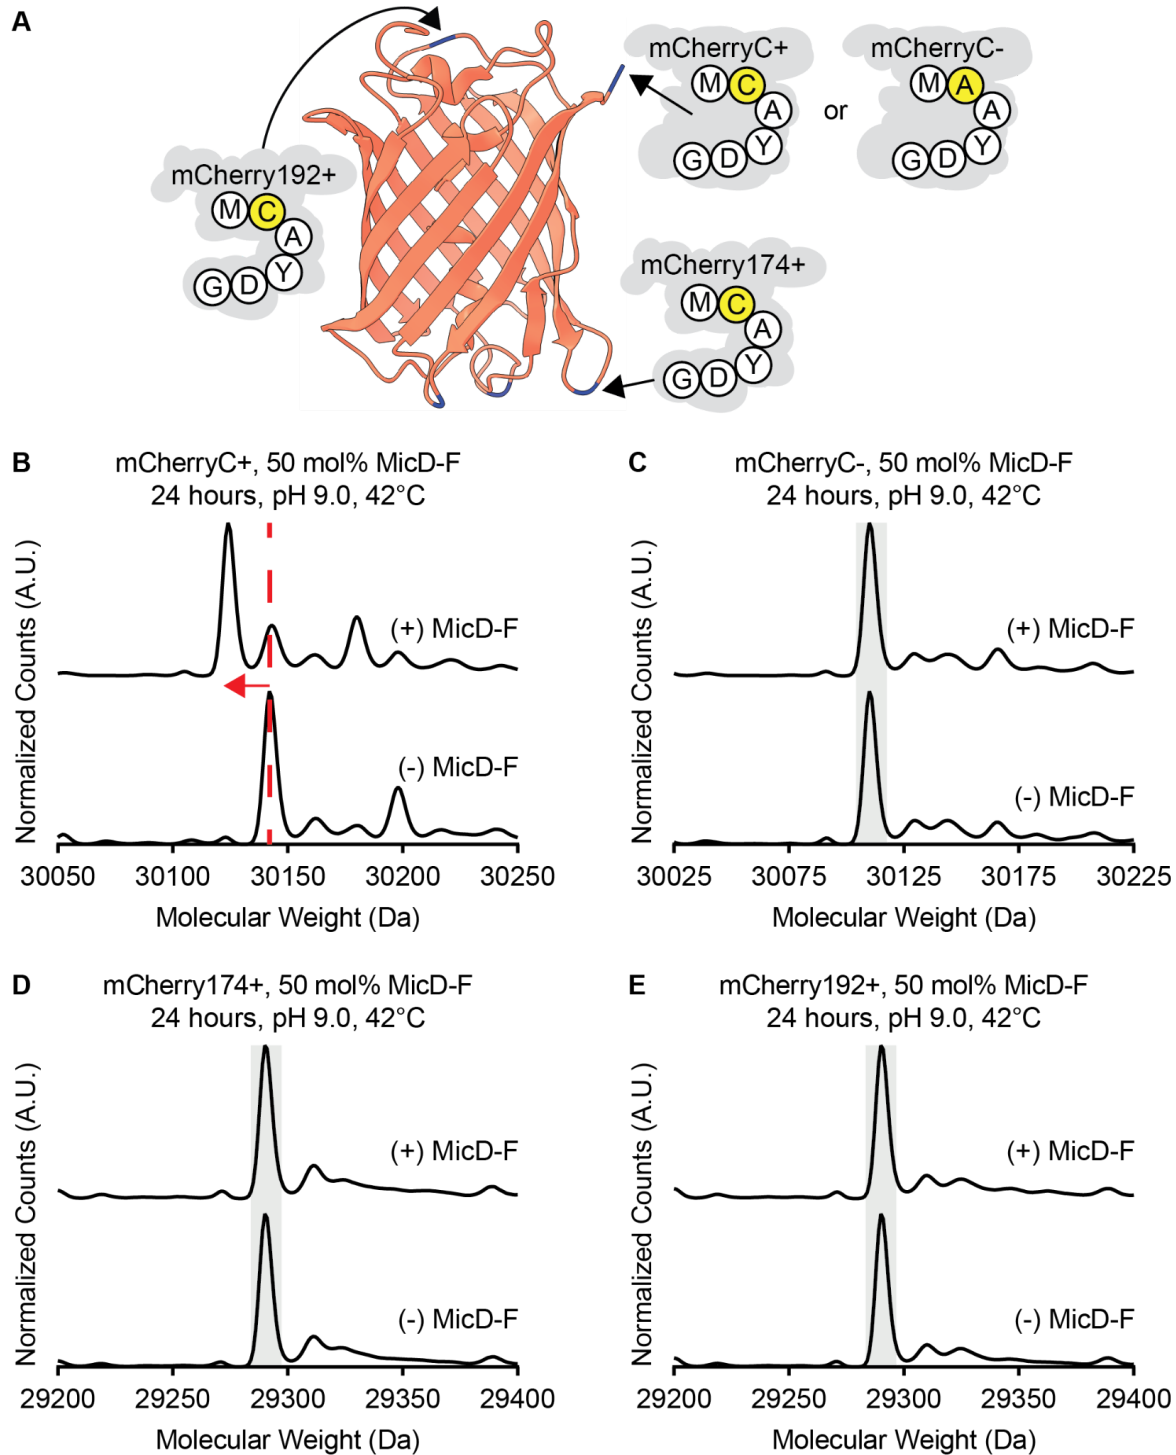 A
mCherryC+
M C A Y D G
or
mCherryC-
M A A Y D G
mCherry192+
M C A Y D G
mCherry174+
M C A Y D G
B
mCherryC+, 50 mol% MicD-F
24 hours, pH 9.0, 42°C
Normalized Counts (A.U.)
(+) MicD-F
(-) MicD-F
30050 30100 30150 30200 30250
Molecular Weight (Da)
C
mCherryC-, 50 mol% MicD-F
24 hours, pH 9.0, 42°C
Normalized Counts (A.U.)
(+) MicD-F
(-) MicD-F
30025 30075 30125 30175 30225
Molecular Weight (Da)
D
mCherry174+, 50 mol% MicD-F
24 hours, pH 9.0, 42°C
Normalized Counts (A.U.)
(+) MicD-F
(-) MicD-F
29200 29250 29300 29350 29400
Molecular Weight (Da)
E
mCherry192+, 50 mol% MicD-F
24 hours, pH 9.0, 42°C
Normalized Counts (A.U.)
(+) MicD-F
(-) MicD-F
29200 29250 29300 29350 29400
Molecular Weight (Da)